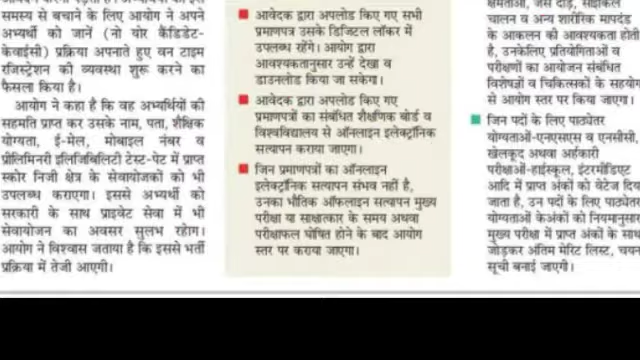 समस्य से बचाने के लिए आयोग ने अपने
अभ्यर्थी को जानें (नो योर कैंडिडेट-
केवाईसी) प्रक्रिया अपनाते हुए वन टाइम
रजिस्ट्रेशन की व्यवस्था शुरू करने का
फैसला किया है।
आयोग ने कहा है कि वह अभ्यर्थियों की
सहमति प्राप्त कर उसके नाम, पता, शैक्षिक
योग्यता, ई-मेल, मोबाइल नंबर व
प्रीलिमिनरी इलिजिबिलिटी टेस्ट-पेट में प्राप्त
स्कोर निजी क्षेत्र के सेवायोजकों को भी
उपलब्ध कराएगा। इससे अभ्यर्थी को
सरकारी के साथ प्राइवेट सेवा में भी
सेवायोजन का अवसर सुलभ रहेगा।
आयोग ने विश्वास जताया है कि इससे भर्ती
प्रक्रिया में तेजी आएगी।
आवेदक द्वारा अपलोड किए गए सभी
प्रमाणपत्र उसके डिजिटल लॉकर में
उपलब्ध रहेंगे। आयोग द्वारा
आवश्यकतानुसार उन्हें देखा व
डाउनलोड किया जा सकेगा।
आवेदक द्वारा अपलोड किए गए
प्रमाणपत्रों का संबंधित शैक्षणिक बोर्ड व
विश्वविद्यालय से ऑनलाइन इलेक्ट्रॉनिक
सत्यापन कराया जाएगा।
जिन प्रमाणपत्रों का ऑनलाइन
इलेक्ट्रॉनिक सत्यापन संभव नहीं है,
उनका भौतिक ऑफलाइन सत्यापन मुख्य
परीक्षा या साक्षात्कार के समय अथवा
परीक्षाफल घोषित होने के बाद आयोग
स्तर पर कराया जाएगा।
क्षमताओं, जैसे दौड़, साइकिल
चालन व अन्य शारीरिक मापदंड
के आकलन की आवश्यकता होती
है, उनकेलिए प्रतियोगिताओं व
परीक्षणों का आयोजन संबंधित
विशेषज्ञों व चिकित्सकों के सहयोग
से आयोग स्तर पर किया जाएगा।
जिन पदों के लिए पाठ्येतर
योग्यताओं-एनएसएस व एनसीसी,
खेलकूद अथवा अर्हकारी
परीक्षाओं-हाईस्कूल, इंटरमीडिएट
आदि में प्राप्त अंकों को वेटेज दिया
जाता है, उन पदों के लिए पाठ्येतर
योग्यताओं केअंकों को नियमानुसार
मुख्य परीक्षा में प्राप्त अंकों के साथ
जोड़कर अंतिम मेरिट लिस्ट, चयन
सूची बनाई जाएगी।